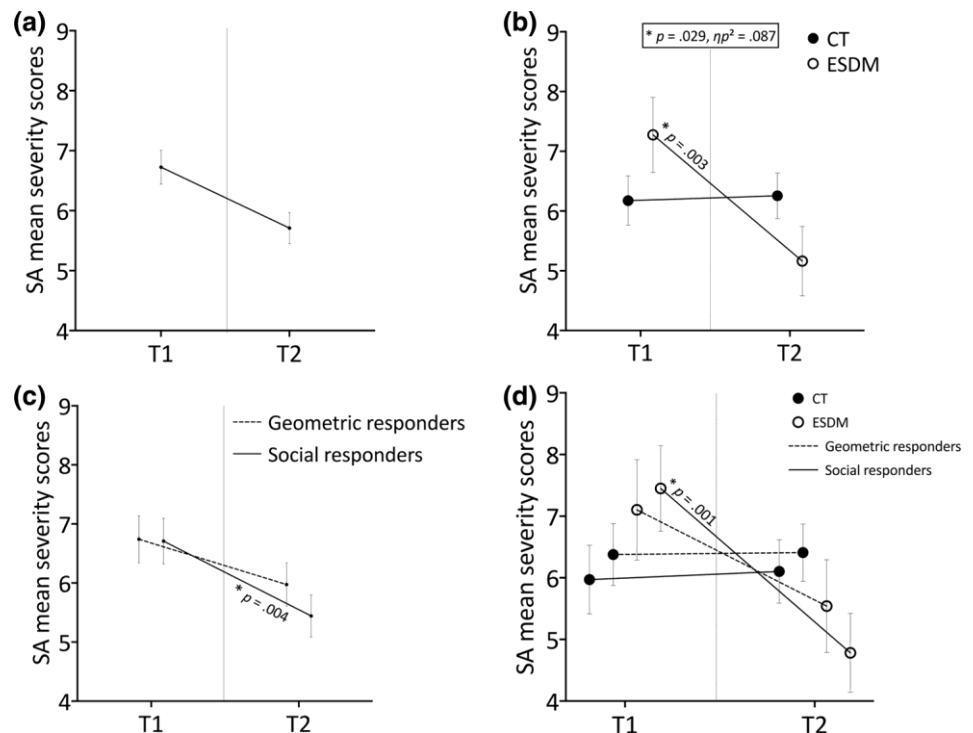 (a)
SA mean severity scores
9
8
7
6
5
4
T1 T2
(b)
SA mean severity scores
9
8
7
6
5
4
* p = .029, ηp² = .087
CT
ESDM
* p = .003
T1 T2
(c)
SA mean severity scores
9
8
7
6
5
4
Geometric responders
Social responders
* p = .004
T1 T2
(d)
SA mean severity scores
9
8
7
6
5
4
CT
ESDM
Geometric responders
Social responders
* p = .001
T1 T2